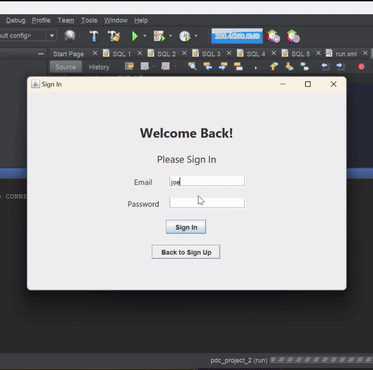 Debug Profile Team Tools Window Help
ult config>
Start Page SQL 1 SQL 2 SQL 3 SQL 4 SQL 5 run.xml
Source History
Sign In
Welcome Back!
Please Sign In
Email joe
Password
Sign In
Back to Sign Up
CONNE
pdc_project_2 (run)